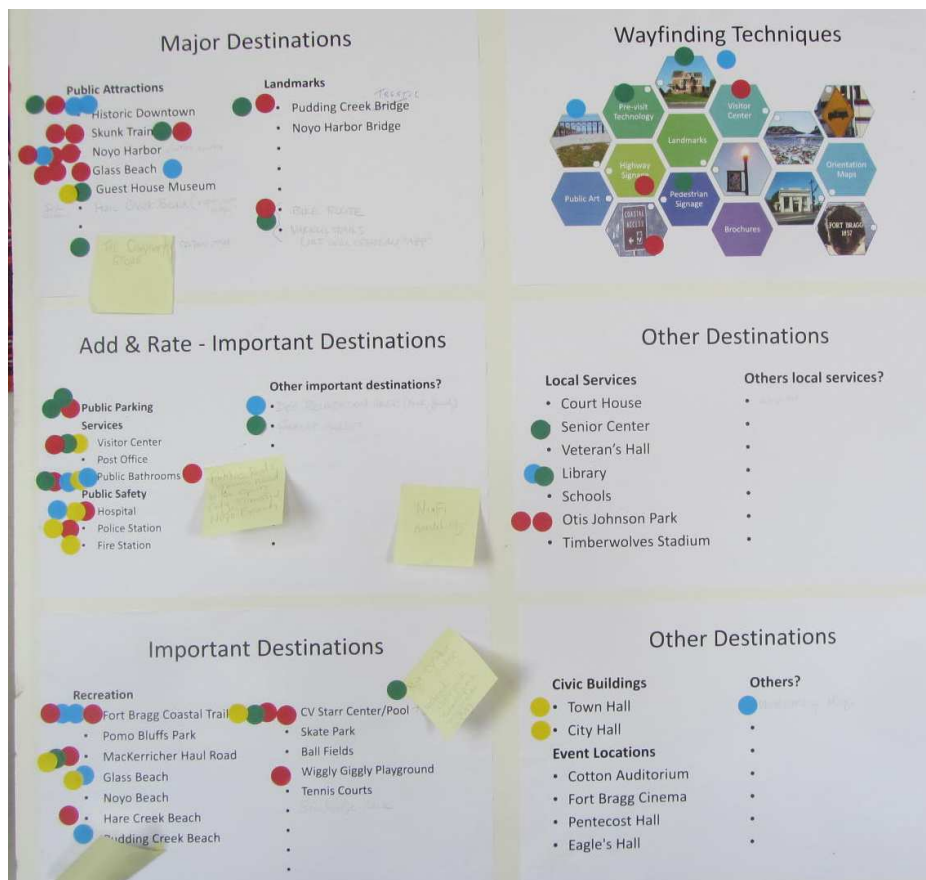 Major Destinations
Public Attractions
Historic Downtown
Skunk Train
Noyo Harbor
Glass Beach
Guest House Museum
Landmarks
Trestle
• Pudding Creek Bridge
• Noyo Harbor Bridge
•
•
•
•
• BIKE ROUTE
•
Wayfinding Techniques
Pre-visit Technology
Visitor Center
Landmarks
Highway
Orientation Maps
Public Art
Pedestrian Signage
Brochures
COASTAL ACCESS
FORT BRAGG 1857
Add & Rate - Important Destinations
Public Parking
Services
Visitor Center
• Post Office
Public Bathrooms
Public Safety
Hospital
• Police Station
• Fire Station
Other important destinations?
•
•
•
•
Other Destinations
Local Services
• Court House
• Senior Center
• Veteran's Hall
• Library
• Schools
• Otis Johnson Park
• Timberwolves Stadium
Others local services?
•
•
•
•
•
•
•
Important Destinations
Recreation
Fort Bragg Coastal Trail
• Pomo Bluffs Park
• MacKerricher Haul Road
• Glass Beach
• Noyo Beach
• Hare Creek Beach
Pudding Creek Beach
• CV Starr Center/Pool
• Skate Park
• Ball Fields
• Wiggly Giggly Playground
• Tennis Courts
•
•
•
•
Other Destinations
Civic Buildings
• Town Hall
• City Hall
Event Locations
• Cotton Auditorium
• Fort Bragg Cinema
• Pentecost Hall
• Eagle's Hall
Others?
•
•
•
•
•
•
•